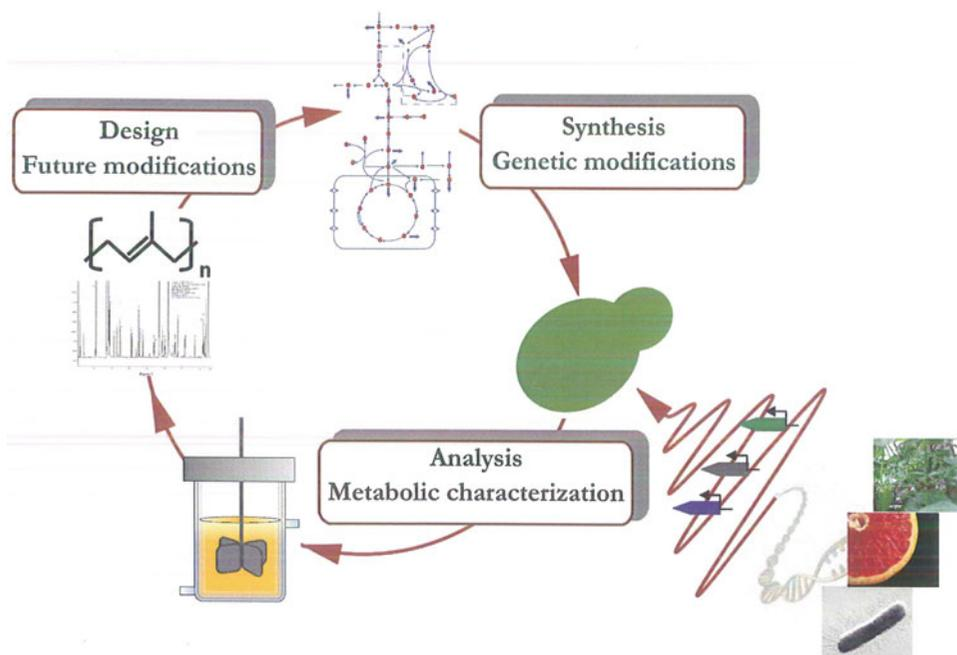 Design
Future modifications
Synthesis
Genetic modifications
n
Analysis
Metabolic characterization